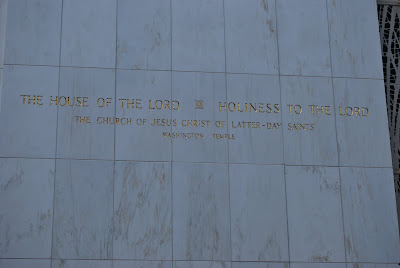 THE HOUSE OF THE LORD HOLINESS TO THE LORD
THE CHURCH OF JESUS CHRIST OF LATTER-DAY SAINTS
WASHINGTON TEMPLE